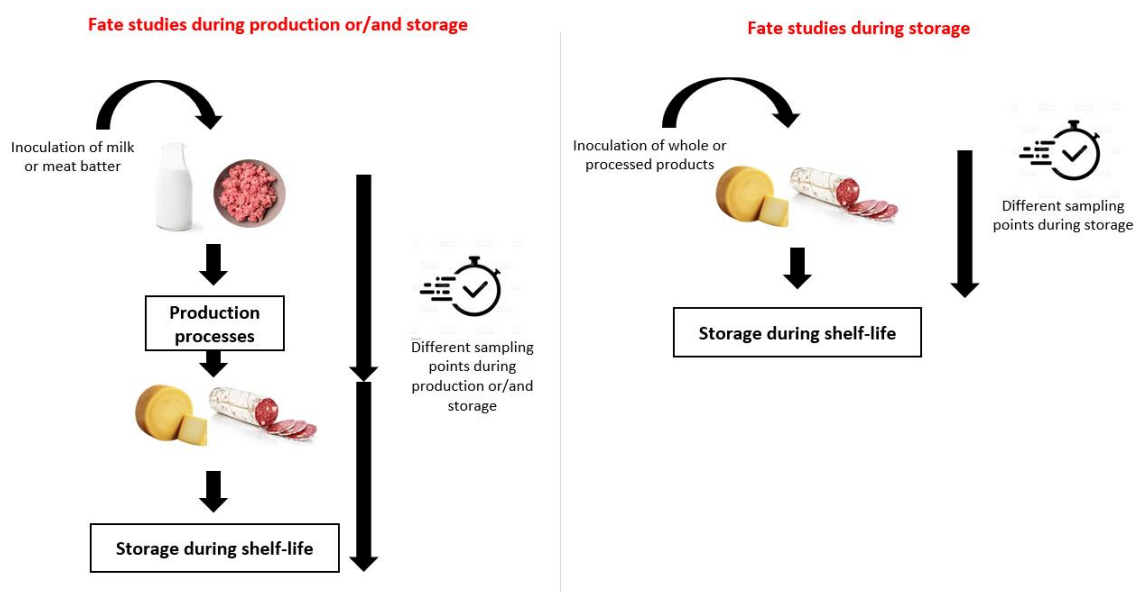 Fate studies during production or/and storage
Inoculation of milk
or meat batter
Production
processes
Different sampling
points during
production or/and
storage
Storage during shelf-life
Fate studies during storage
Inoculation of whole or
processed products
Different sampling
points during storage
Storage during shelf-life